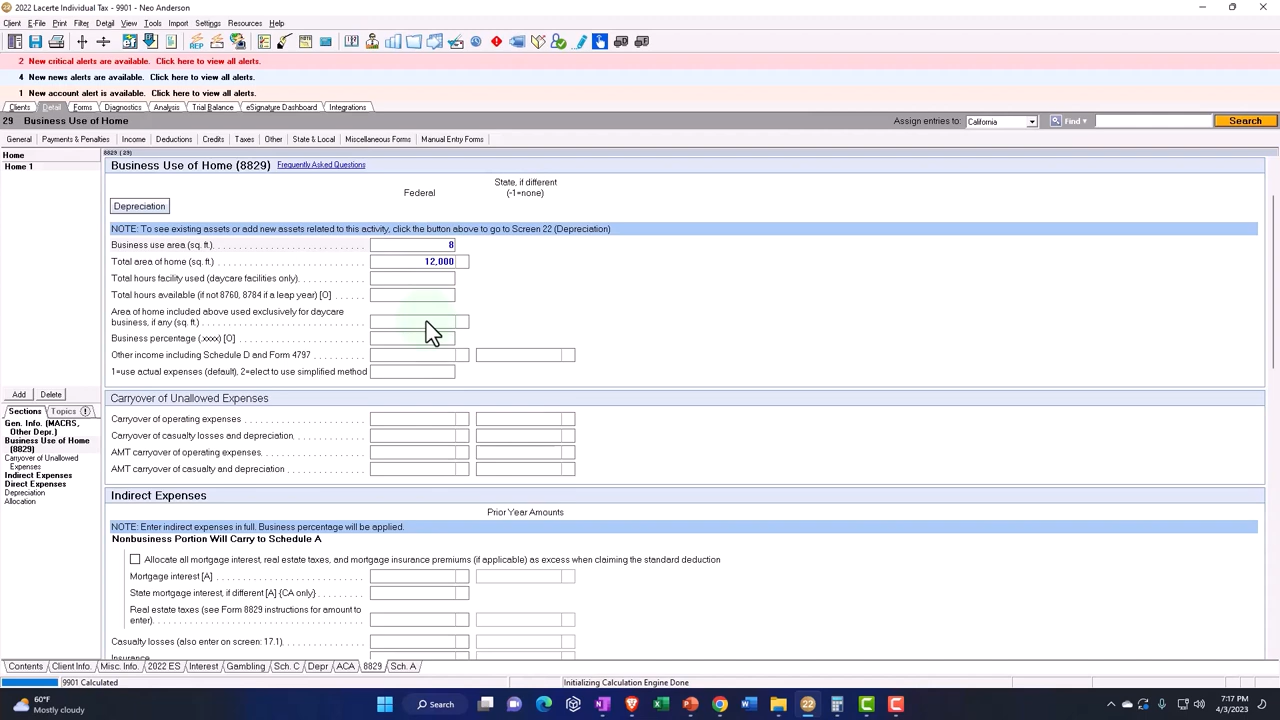 2022 Lacerte Individual Tax - 9901 - Neo Anderson
Client E-File Print Filter Detail View Tools Import Settings Resources Help
2 New critical alerts are available. Click here to view all alerts.
4 New news alerts are available. Click here to view all alerts.
1 New account alert is available. Click here to view all alerts.
Clients Detail Forms Diagnostics Analysis Trial Balance eSignature Dashboard Integrations
29 Business Use of Home Assign entries to: California Find Search
General Payments & Penalties Income Deductions Credits Taxes Other State & Local Miscellaneous Forms Manual Entry Forms
Home
Home 1
8829 (29)
Business Use of Home (8829) Frequently Asked Questions
State, if different
Federal (-1=none)
Depreciation
NOTE: To see existing assets or add new assets related to this activity, click the button above to go to Screen 22 (Depreciation)
Business use area (sq. ft.) 8
Total area of home (sq. ft.) 12,000
Total hours facility used (daycare facilities only)
Total hours available (if not 8760, 8784 if a leap year) [O]
Area of home included above used exclusively for daycare
business, if any (sq. ft.)
Business percentage (.xxxx) [O]
Other income including Schedule D and Form 4797
1=use actual expenses (default), 2=elect to use simplified method
Add Delete
Sections Topics
Gen. Info. (MACRS,
Other Depr.)
Business Use of Home
(8829)
Carryover of Unallowed
Expenses
Indirect Expenses
Direct Expenses
Depreciation
Allocation
Carryover of Unallowed Expenses
Carryover of operating expenses
Carryover of casualty losses and depreciation
AMT carryover of operating expenses
AMT carryover of casualty and depreciation
Indirect Expenses
Prior Year Amounts
NOTE: Enter indirect expenses in full. Business percentage will be applied.
Nonbusiness Portion Will Carry to Schedule A
Allocate all mortgage interest, real estate taxes, and mortgage insurance premiums (if applicable) as excess when claiming the standard deduction
Mortgage interest [A]
State mortgage interest, if different [A] {CA only}
Real estate taxes (see Form 8829 instructions for amount to
enter)
Casualty losses (also enter on screen: 17.1)
Insurance
Contents Client Info. Misc. Info. 2022 ES Interest Gambling Sch. C Depr ACA 8829 Sch. A
9901 Calculated Initializing Calculation Engine Done
60°F
Mostly cloudy
Search
7:17 PM
4/3/2023